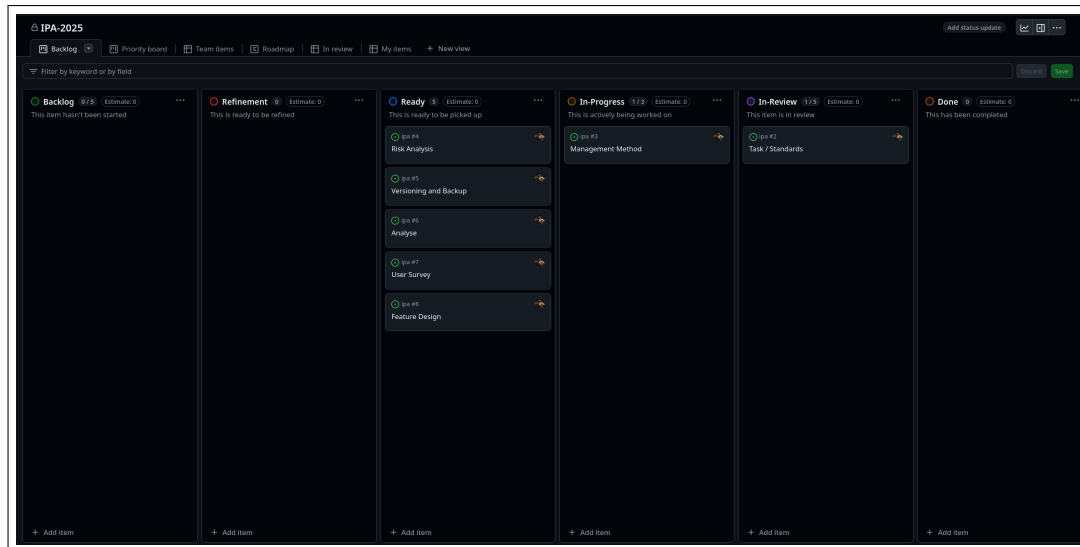 IPA-2025
Add status update
Backlog
Priority board
Team items
Roadmap
In review
My items
+ New view
Filter by keyword or by field
Discard
Save
Backlog 0 / 5 Estimate: 0 ...
This item hasn't been started
+ Add item
Refinement 0 Estimate: 0 ...
This is ready to be refined
+ Add item
Ready 5 Estimate: 0 ...
This is ready to be picked up
ipa #4
Risk Analysis
ipa #5
Versioning and Backup
ipa #6
Analyse
ipa #7
User Survey
ipa #8
Feature Design
+ Add item
In-Progress 1 / 3 Estimate: 0 ...
This is actively being worked on
ipa #3
Management Method
+ Add item
In-Review 1 / 5 Estimate: 0 ...
This item is in review
ipa #2
Task / Standards
+ Add item
Done 0 Estimate: 0
This has been completed
+ Add item